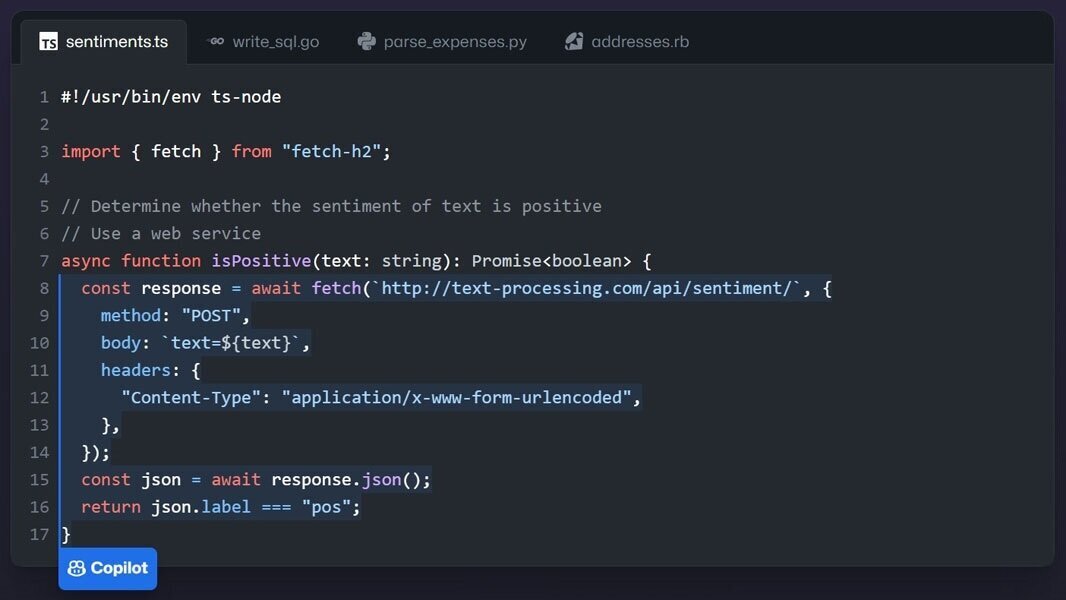 TS sentiments.ts GO write_sql.go parse_expenses.py addresses.rb
1 #!/usr/bin/env ts-node
2
3 import { fetch } from "fetch-h2";
4
5 // Determine whether the sentiment of text is positive
6 // Use a web service
7 async function isPositive(text: string): Promise<boolean> {
8   const response = await fetch(`http://text-processing.com/api/sentiment/`, {
9     method: "POST",
10     body: `text=${text}`,
11     headers: {
12       "Content-Type": "application/x-www-form-urlencoded",
13     },
14   });
15   const json = await response.json();
16   return json.label === "pos";
17 }
Copilot